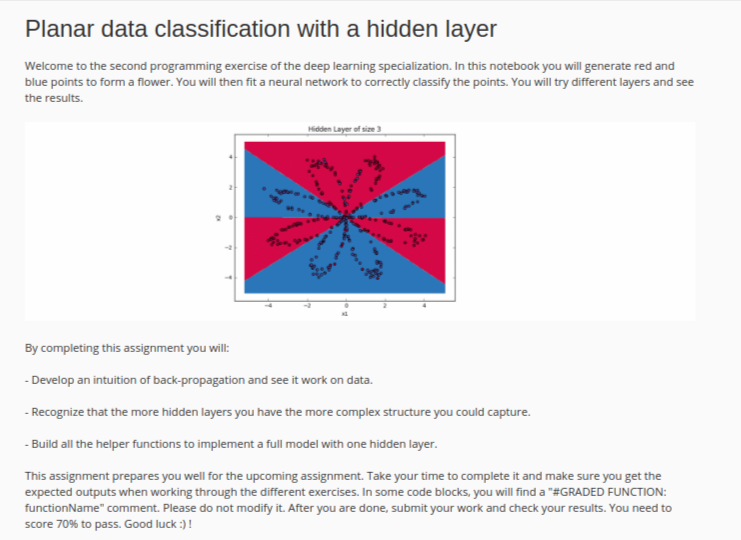 Planar data classification with a hidden layer
Welcome to the second programming exercise of the deep learning specialization. In this notebook you will generate red and
blue points to form a flower. You will then fit a neural network to correctly classify the points. You will try different layers and see
the results.
Hidden Layer of size 3
4
2
x2
0
−2
−4
−4 −2 0 2 4
x1
By completing this assignment you will:
- Develop an intuition of back-propagation and see it work on data.
- Recognize that the more hidden layers you have the more complex structure you could capture.
- Build all the helper functions to implement a full model with one hidden layer.
This assignment prepares you well for the upcoming assignment. Take your time to complete it and make sure you get the
expected outputs when working through the different exercises. In some code blocks, you will find a "#GRADED FUNCTION:
functionName" comment. Please do not modify it. After you are done, submit your work and check your results. You need to
score 70% to pass. Good luck :) !